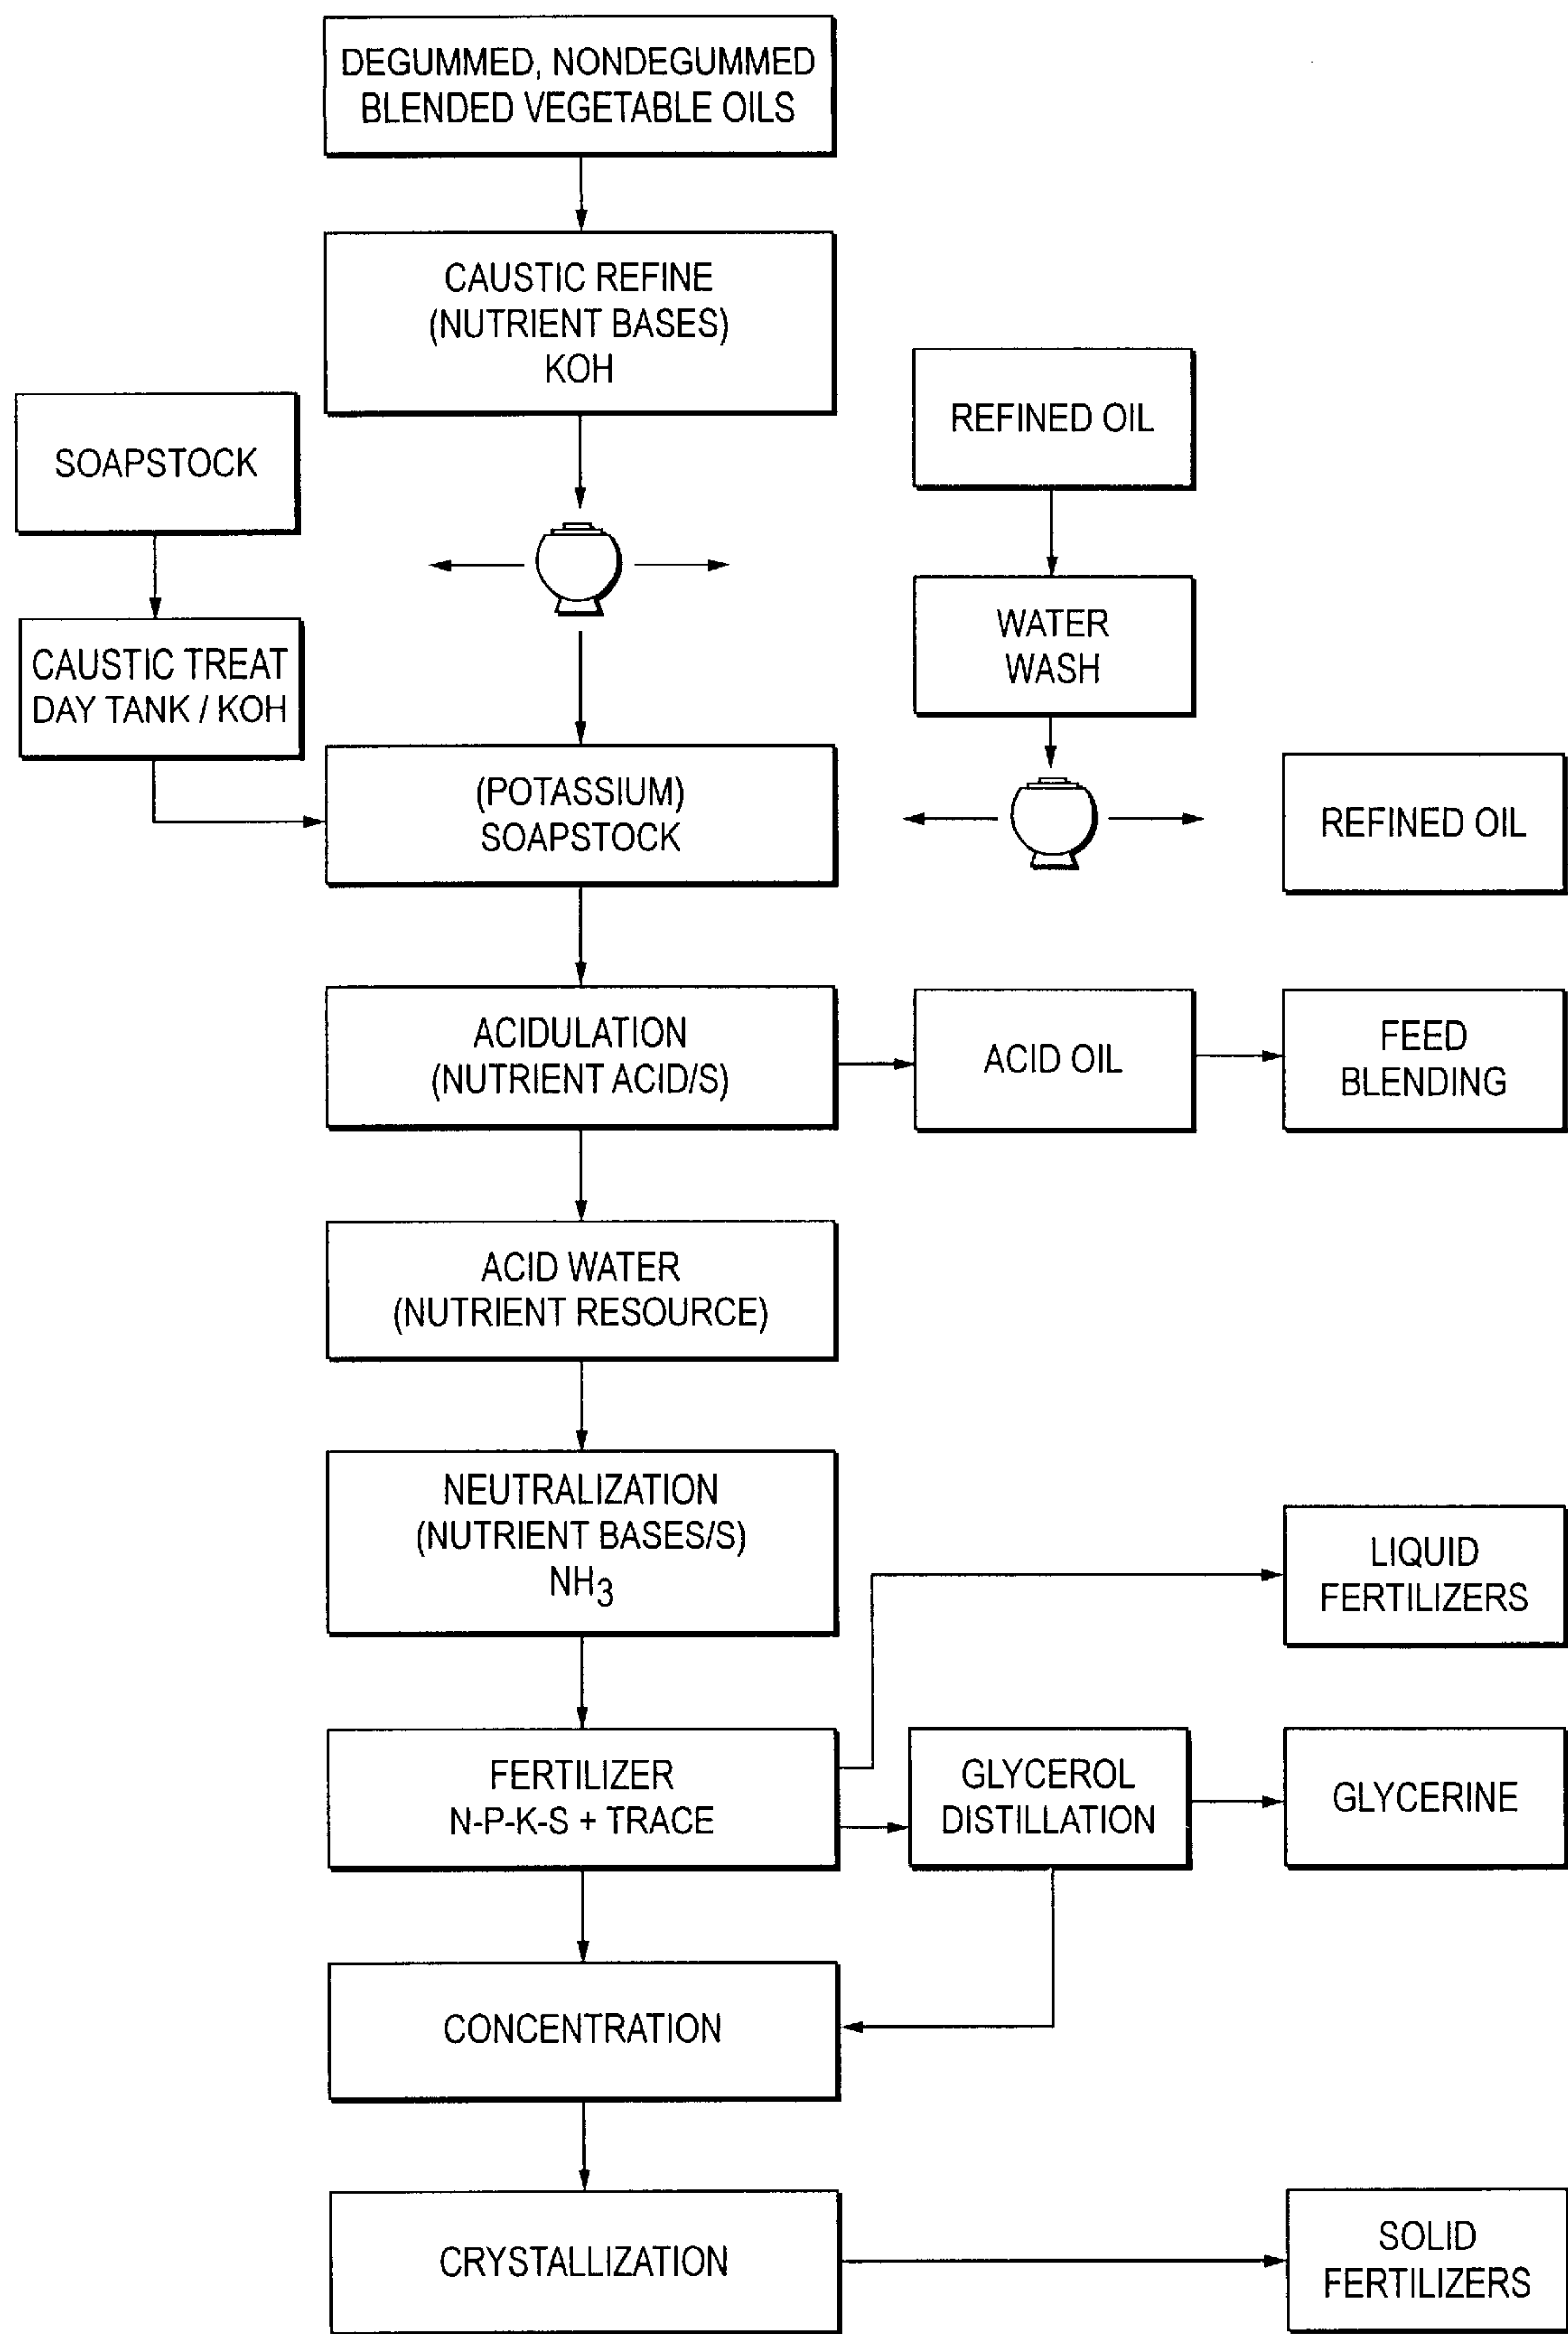 DEGUMMED, NONDEGUMMED
BLENDED VEGETABLE OILS
CAUSTIC REFINE
(NUTRIENT BASES)
KOH
REFINED OIL
SOAPSTOCK
WATER
WASH
CAUSTIC TREAT
DAY TANK / KOH
(POTASSIUM)
SOAPSTOCK
REFINED OIL
ACIDULATION
(NUTRIENT ACID/S)
ACID OIL
FEED
BLENDING
ACID WATER
(NUTRIENT RESOURCE)
NEUTRALIZATION
(NUTRIENT BASES/S)
NH3
LIQUID
FERTILIZERS
FERTILIZER
N-P-K-S + TRACE
GLYCEROL
DISTILLATION
GLYCERINE
CONCENTRATION
CRYSTALLIZATION
SOLID
FERTILIZERS